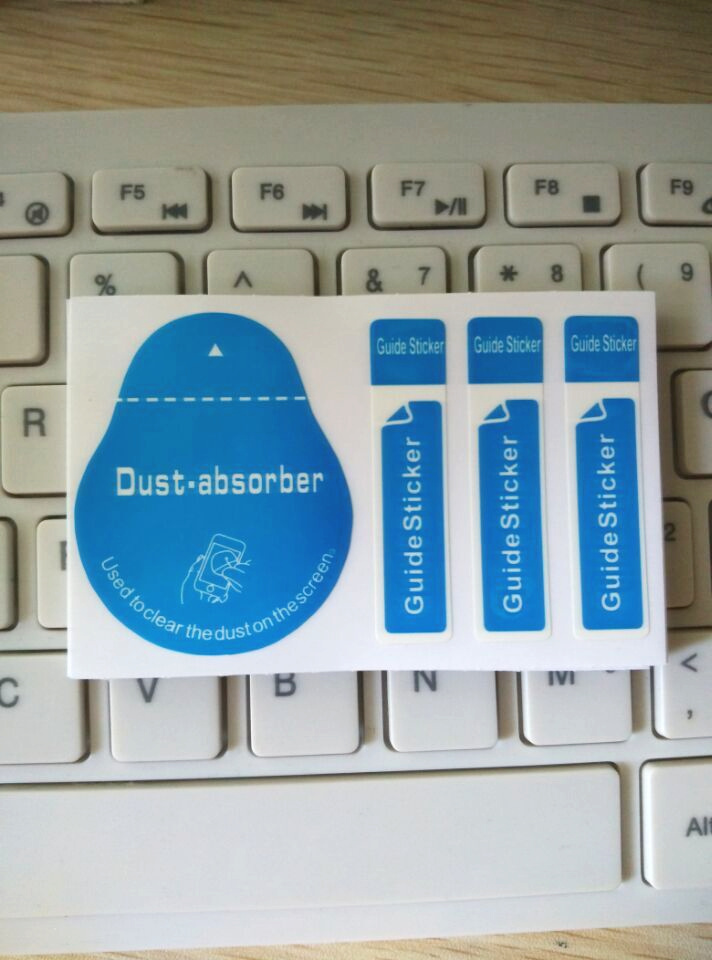 F5
F6
F7
F8
F9
%
^
& 7
* 8
( 9
Guide Sticker
Guide Sticker
Guide Sticker
R
Dust-absorber
Used to clear the dust on the screen
GuideSticker
GuideSticker
GuideSticker
2
C
V
B
N
M
<
,
Alt